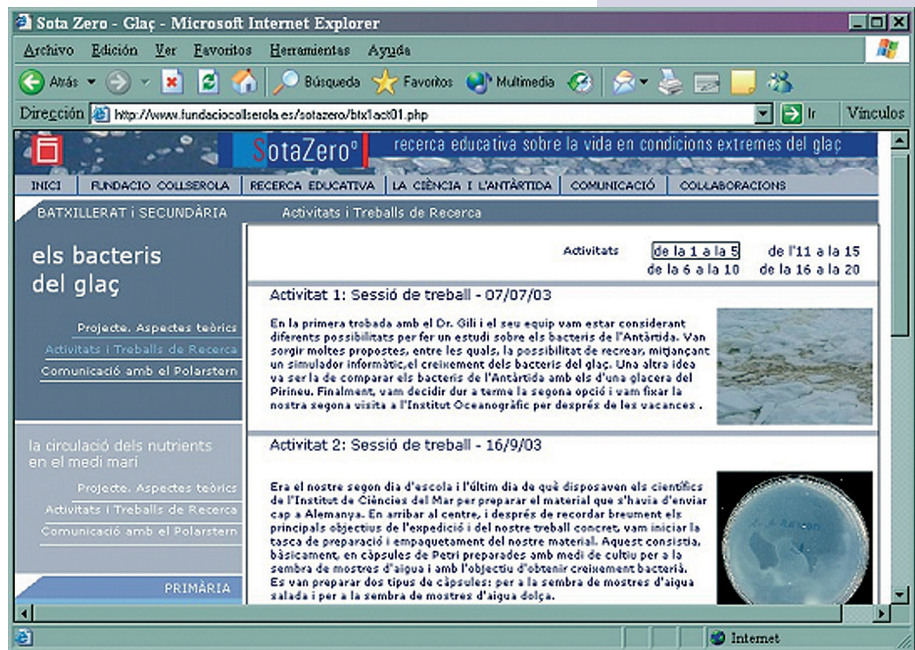 Sota Zero - Glaç - Microsoft Internet Explorer
Archivo Edición Ver Favoritos Herramientas Ayuda
Atrás Búsqueda Favoritos Multimedia
Dirección http://www.fundaciocollserola.es/sotazero/btx1act01.php Ir Vínculos
SotaZero° recerca educativa sobre la vida en condicions extremes del glaç
INICI FUNDACIO COLLSEROLA RECERCA EDUCATIVA LA CIÈNCIA I L'ANTÀRTIDA COMUNICACIÓ COLLABORACIONS
BATXILLERAT i SECUNDÀRIA Activitats i Treballs de Recerca
els bacteris
del glaç
Projecte. Aspectes teòrics
Activitats i Treballs de Recerca
Comunicació amb el Polarstern
la circulació dels nutrients
en el medi marí
Projecte. Aspectes teòrics
Activitats i Treballs de Recerca
Comunicació amb el Polarstern
PRIMÀRIA
Activitats de la 1 a la 5 de l'11 a la 15
de la 6 a la 10 de la 16 a la 20
Activitat 1: Sessió de treball - 07/07/03
En la primera trobada amb el Dr. Gili i el seu equip vam estar considerant
diferents possibilitats per fer un estudi sobre els bacteris de l'Antàrtida. Van
sorgir moltes propostes, entre les quals, la possibilitat de recrear, mitjançant
un simulador informàtic,el creixement dels bacteris del glaç. Una altra idea
va ser la de comparar els bacteris de l'Antàrtida amb els d'una glacera del
Pirineu. Finalment, vam decidir dur a terme la segona opció i vam fixar la
nostra segona visita a l'Institut Oceanogràfic per després de les vacances .
Activitat 2: Sessió de treball - 16/9/03
Era el nostre segon dia d'escola i l'últim dia de què disposaven els científics
de l'Institut de Ciències del Mar per preparar el material que s'havia d'enviar
cap a Alemanya. En arribar al centre, i després de recordar breument els
principals objectius de l'expedició i del nostre treball concret, vam iniciar la
tasca de preparació i empaquetament del nostre material. Aquest consistia,
bàsicament, en càpsules de Petri preparades amb medi de cultiu per a la
sembra de mostres d'aigua i amb l'objectiu d'obtenir creixement bacterià.
Es van preparar dos tipus de càpsules: per a la sembra de mostres d'aigua
salada i per a la sembra de mostres d'aigua dolça.
Internet